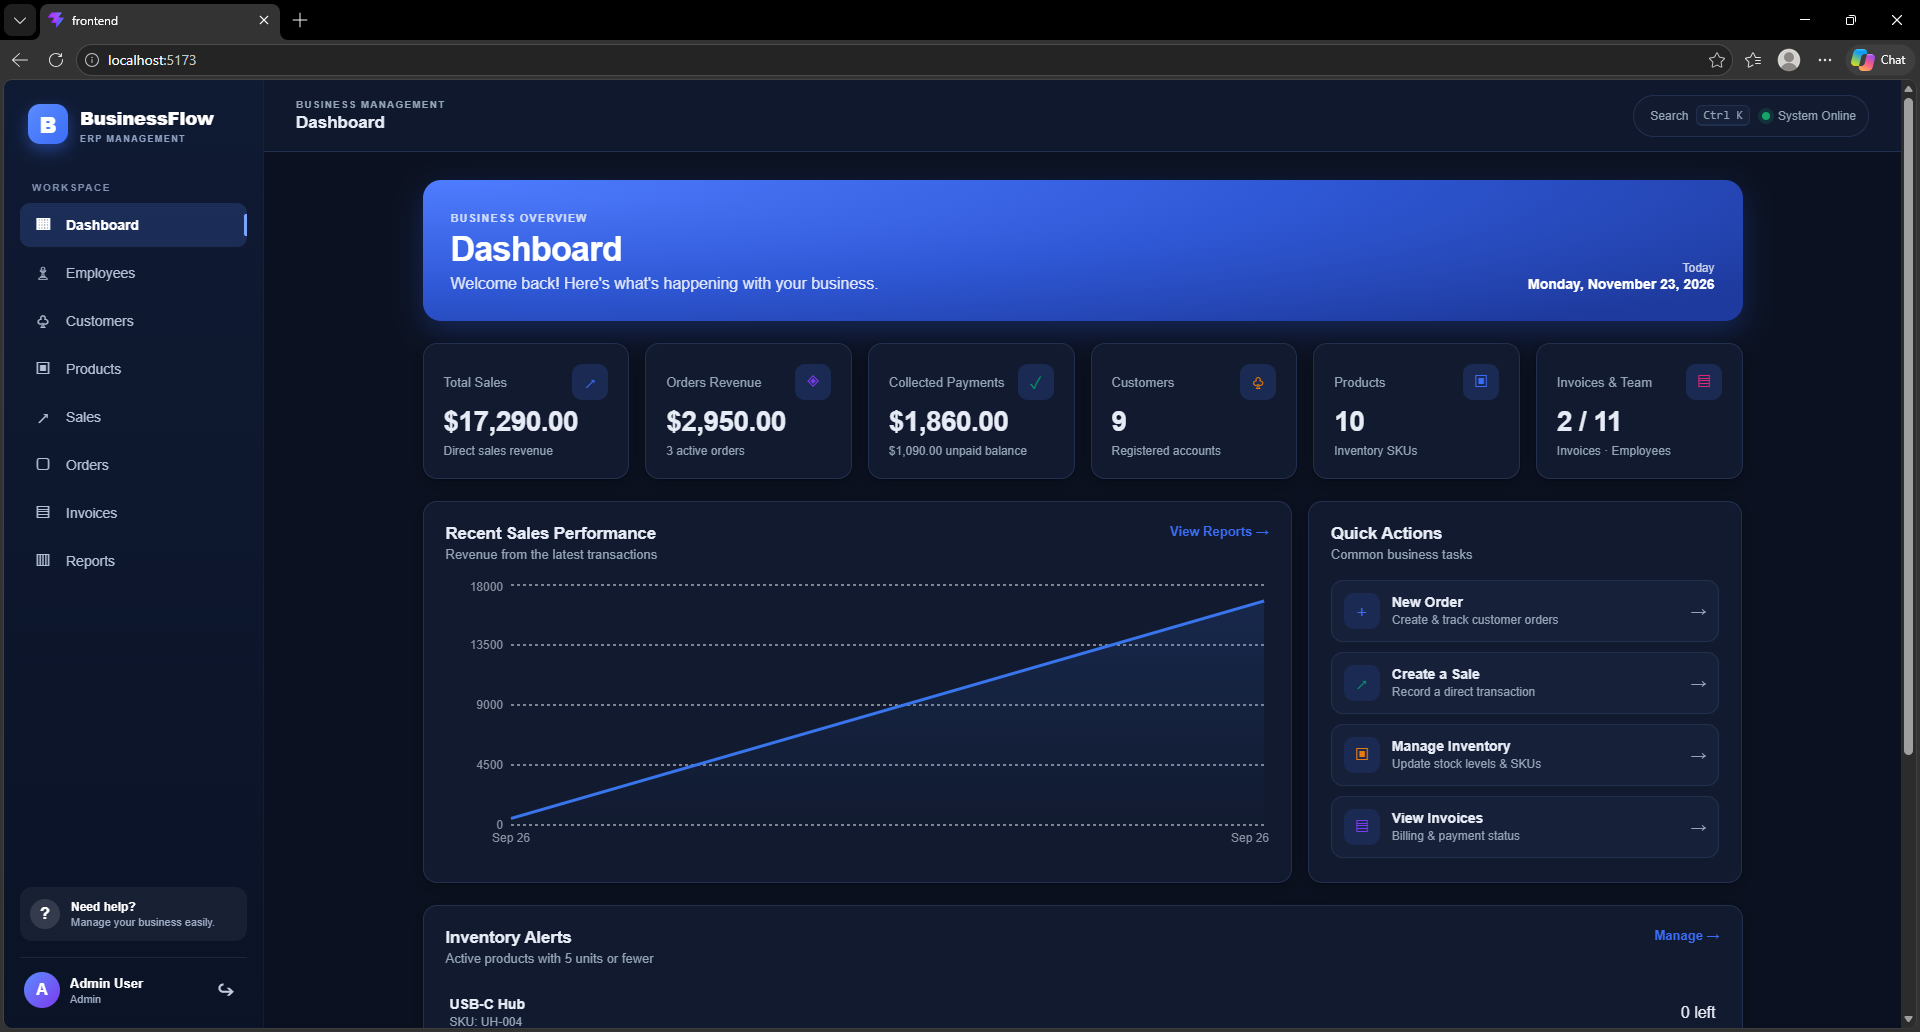 frontend
localhost:5173
Chat
B
BusinessFlow
ERP MANAGEMENT
WORKSPACE
Dashboard
Employees
Customers
Products
Sales
Orders
Invoices
Reports
?
Need help?
Manage your business easily.
A
Admin User
Admin
BUSINESS MANAGEMENT
Dashboard
Search Ctrl K System Online
BUSINESS OVERVIEW
Dashboard
Welcome back! Here's what's happening with your business.
Today
Monday, November 23, 2026
Total Sales
$17,290.00
Direct sales revenue
Orders Revenue
$2,950.00
3 active orders
Collected Payments
$1,860.00
$1,090.00 unpaid balance
Customers
9
Registered accounts
Products
10
Inventory SKUs
Invoices & Team
2 / 11
Invoices · Employees
Recent Sales Performance
View Reports →
Revenue from the latest transactions
18000
13500
9000
4500
0
Sep 26 Sep 26
Quick Actions
Common business tasks
New Order
Create & track customer orders
Create a Sale
Record a direct transaction
Manage Inventory
Update stock levels & SKUs
View Invoices
Billing & payment status
Inventory Alerts
Manage →
Active products with 5 units or fewer
USB-C Hub
SKU: UH-004
0 left